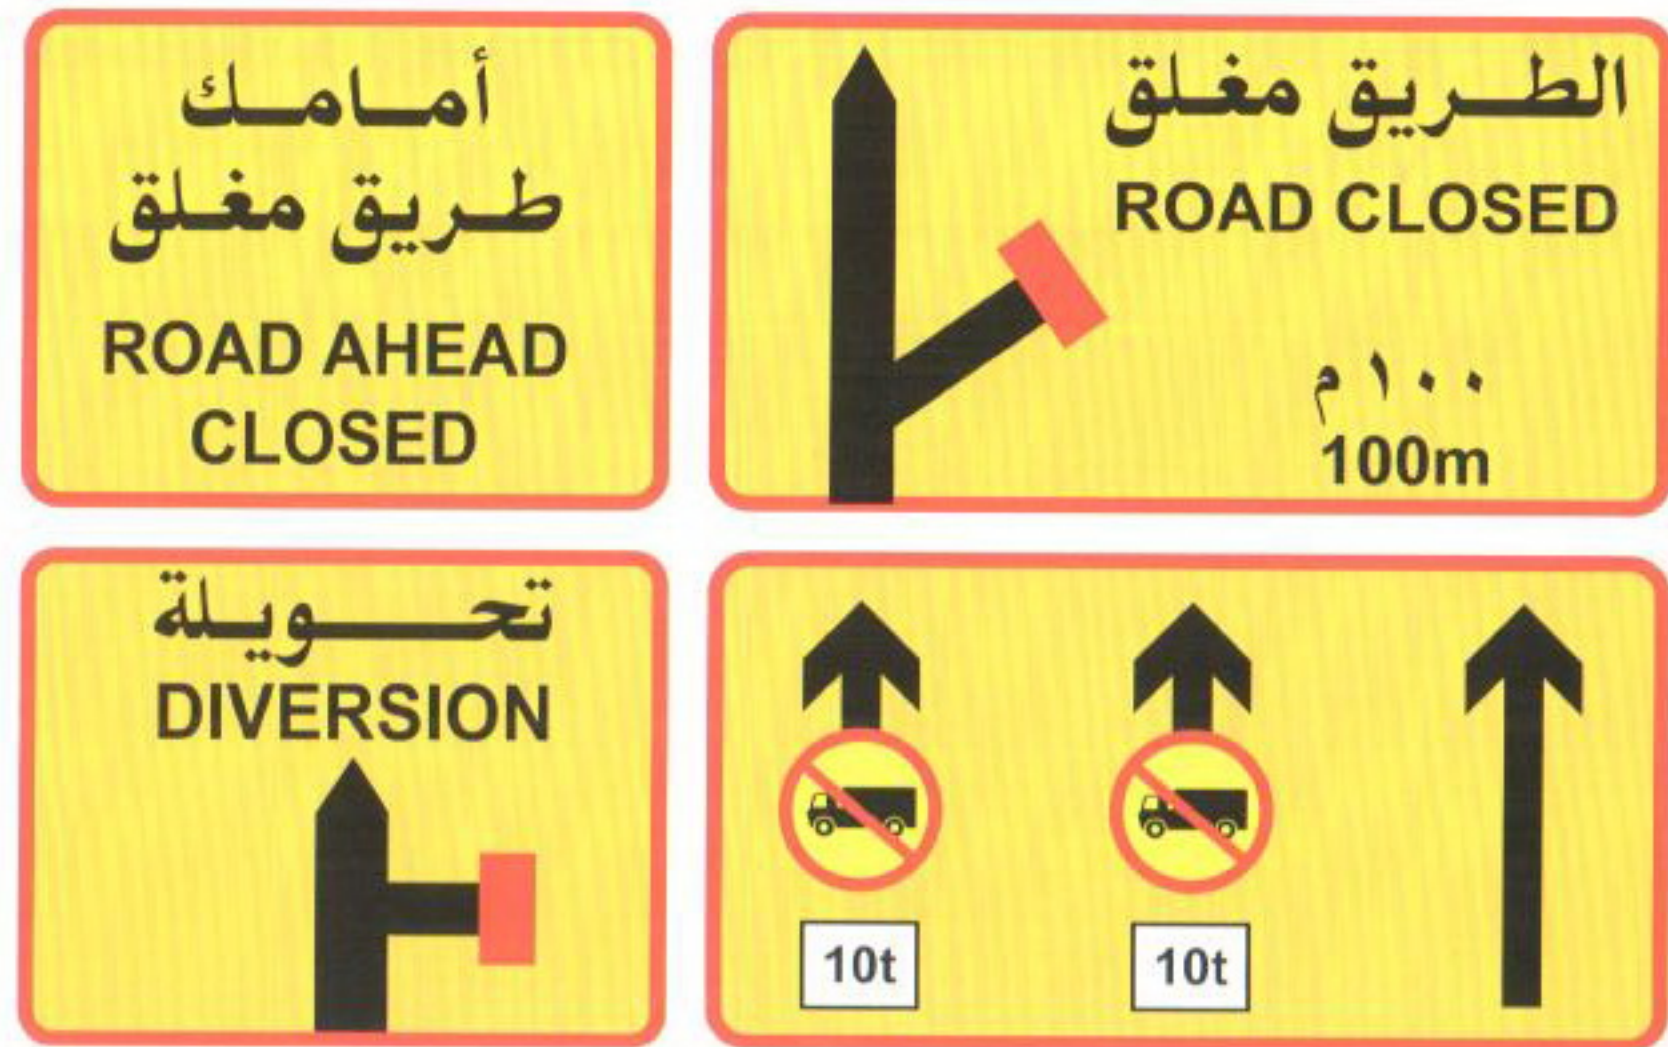 أمامك
طريق مغلق
ROAD AHEAD
CLOSED
الطريق مغلق
ROAD CLOSED
١٠٠ م
100m
تحويلة
DIVERSION
10t
10t